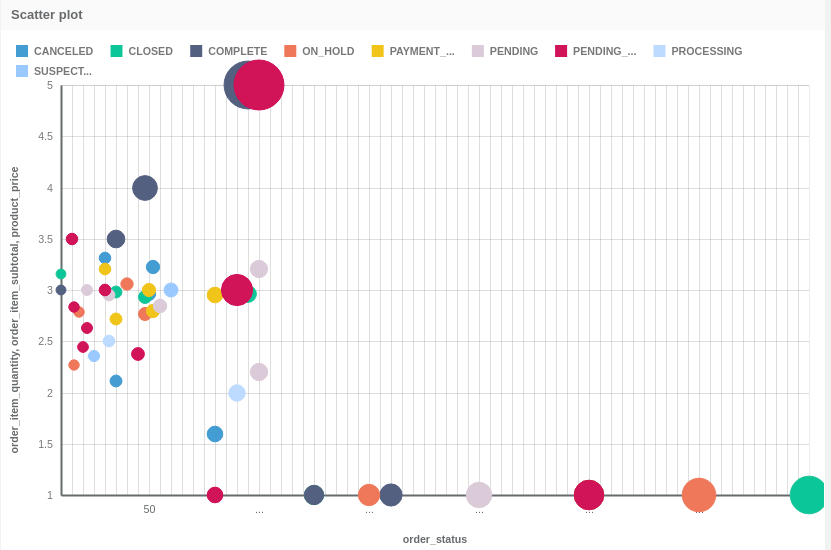 Scatter plot
CANCELED CLOSED COMPLETE ON_HOLD PAYMENT_... PENDING PENDING_... PROCESSING
SUSPECT...
order_item_quantity, order_item_subtotal, product_price
5
4.5
4
3.5
3
2.5
2
1.5
1
50 ... ... ... ... ...
order_status